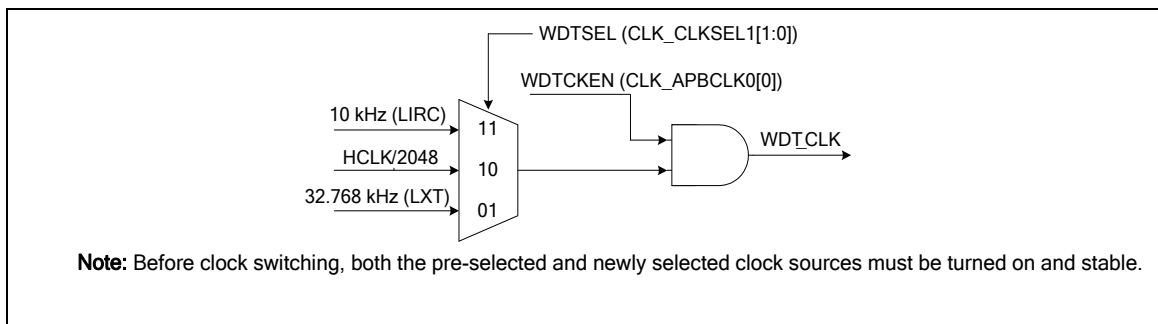 WDTSEL (CLK_CLKSEL1[1:0])
WDTCKEN (CLK_APBCLK0[0])
10 kHz (LIRC)
11
WDT_CLK
HCLK/2048
10
32.768 kHz (LXT)
01
Note: Before clock switching, both the pre-selected and newly selected clock sources must be turned on and stable.